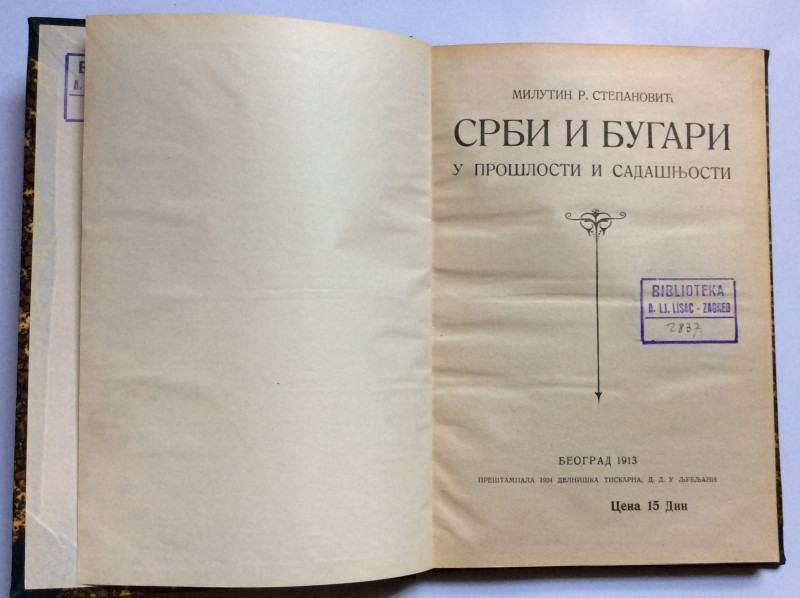 МИЛУТИН Р. СТЕПАНОВИЋ
СРБИ И БУГАРИ
У ПРОШЛОСТИ И САДАШЊОСТИ
BIBLIOTEKA
A. LJ. LISAC - ZAGREB
2837.
БЕОГРАД 1913
ПРЕШТАМПАЛА 1924 ДЕЛНИШКА ТИСКАРНА, Д. Д. У ЉУБЉАНИ
Цена 15 Дин